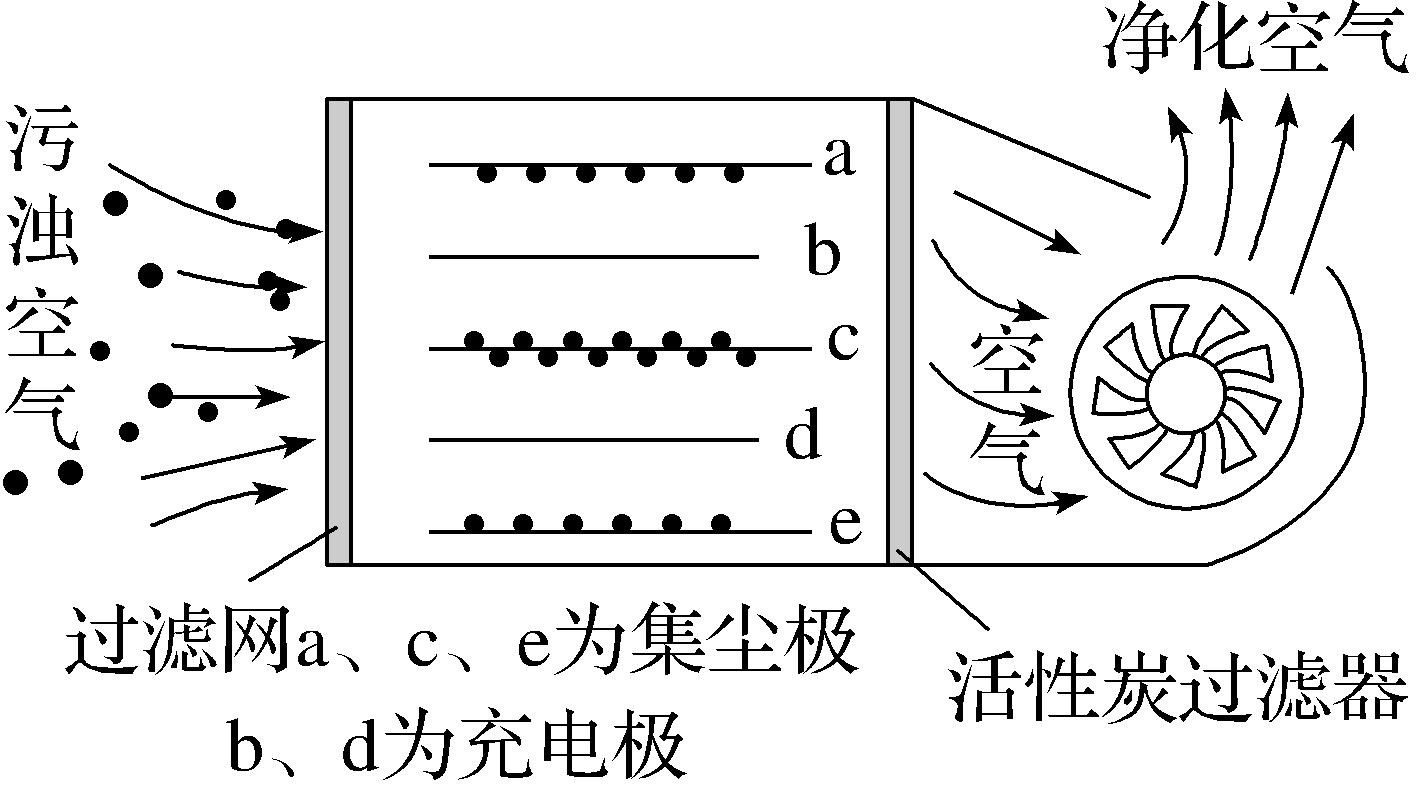 净化空气
污浊空气
a
b
c
d
e
空气
过滤网a、c、e为集尘极
b、d为充电极
活性炭过滤器